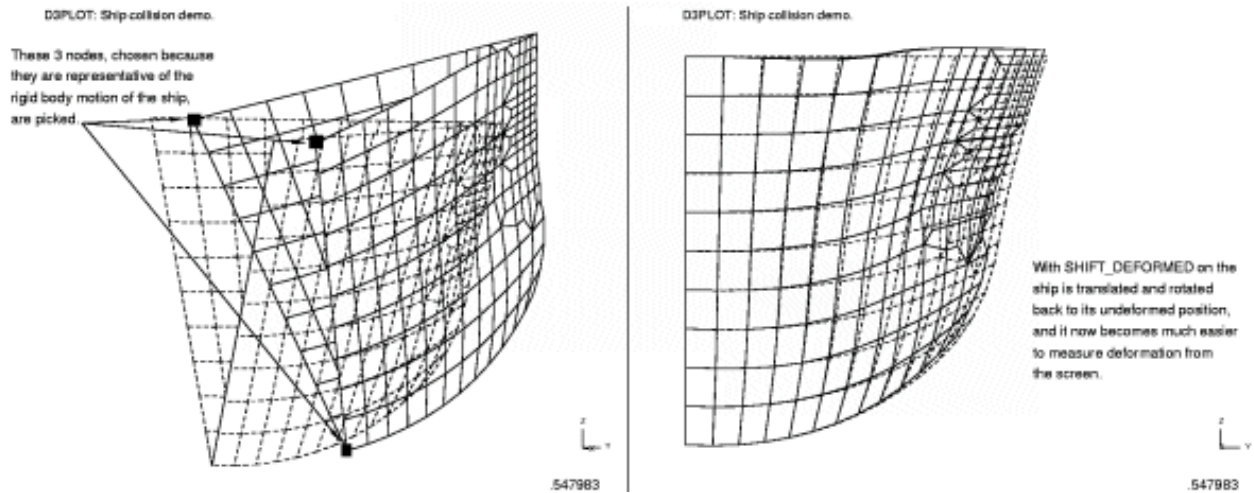 D3PLOT: Ship collision demo.
These 3 nodes, chosen because
they are representative of the
rigid body motion of the ship,
are picked.
Z
Y
.547983
D3PLOT: Ship collision demo.
With SHIFT_DEFORMED on the
ship is translated and rotated
back to its undeformed position,
and it now becomes much easier
to measure deformation from
the screen.
Z
Y
.547983